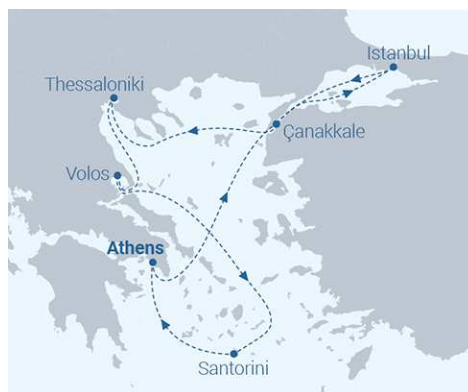 Istanbul
Thessaloniki
Çanakkale
Volos
Athens
Santorini